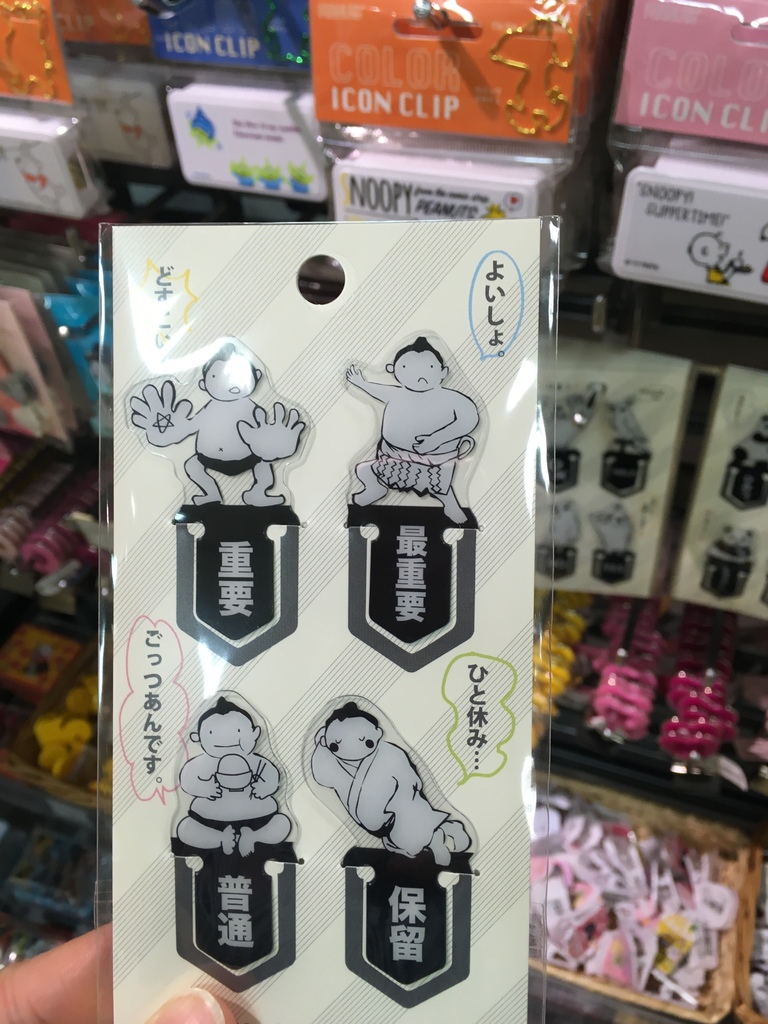 ICON CLIP
COLOR
ICON CLIP
COLOR
ICON CLI
SNOOPY
PEANUTS
"SNOOPY!
SUPPERTIME!"
よいしょ。
重要
最重要
ごっつあんです。
ひと休み…
普通
保留